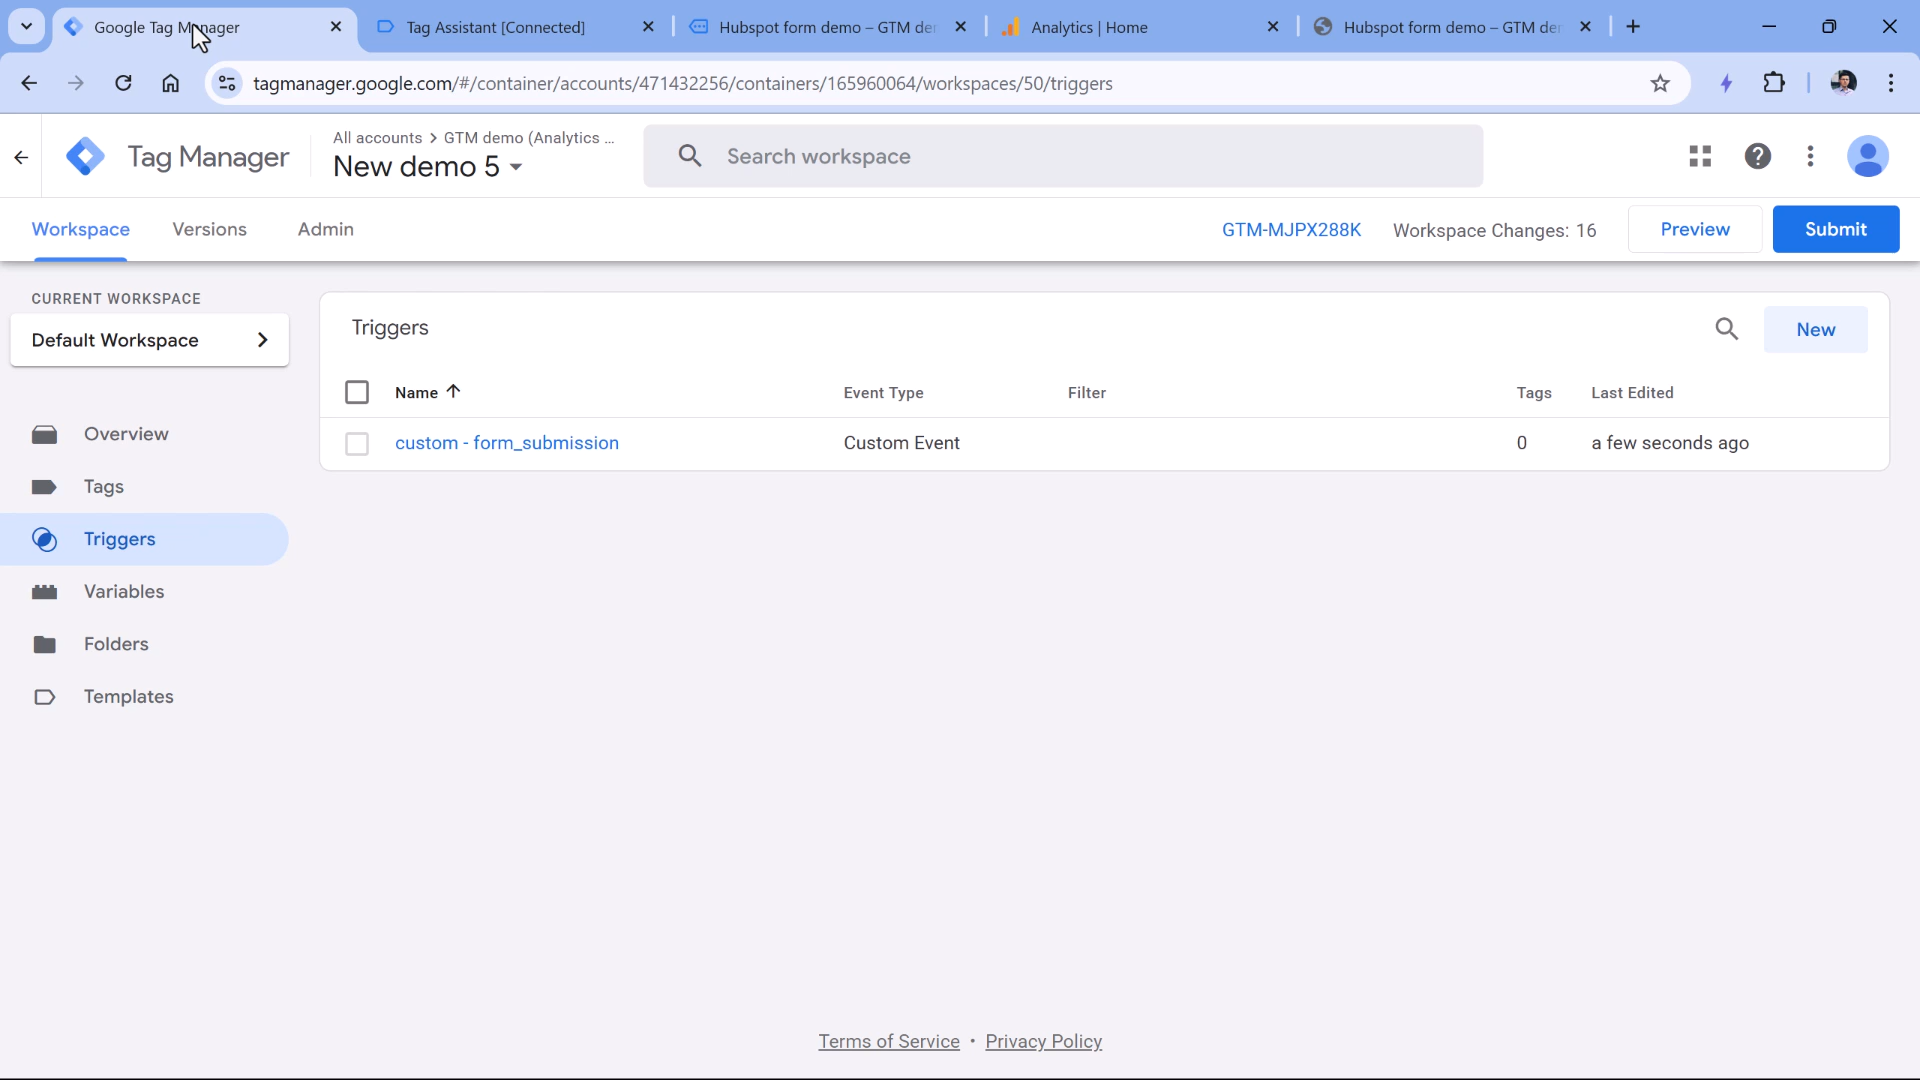 Google Tag Manager
Tag Assistant [Connected]
Hubspot form demo – GTM de
Analytics | Home
Hubspot form demo – GTM de
tagmanager.google.com/#/container/accounts/471432256/containers/165960064/workspaces/50/triggers
Tag Manager
All accounts > GTM demo (Analytics ...
New demo 5
Search workspace
Workspace
Versions
Admin
GTM-MJPX288K
Workspace Changes: 16
Preview
Submit
CURRENT WORKSPACE
Default Workspace
Overview
Tags
Triggers
Variables
Folders
Templates
Triggers
New
Name
Event Type
Filter
Tags
Last Edited
custom - form_submission
Custom Event
0
a few seconds ago
Terms of Service • Privacy Policy